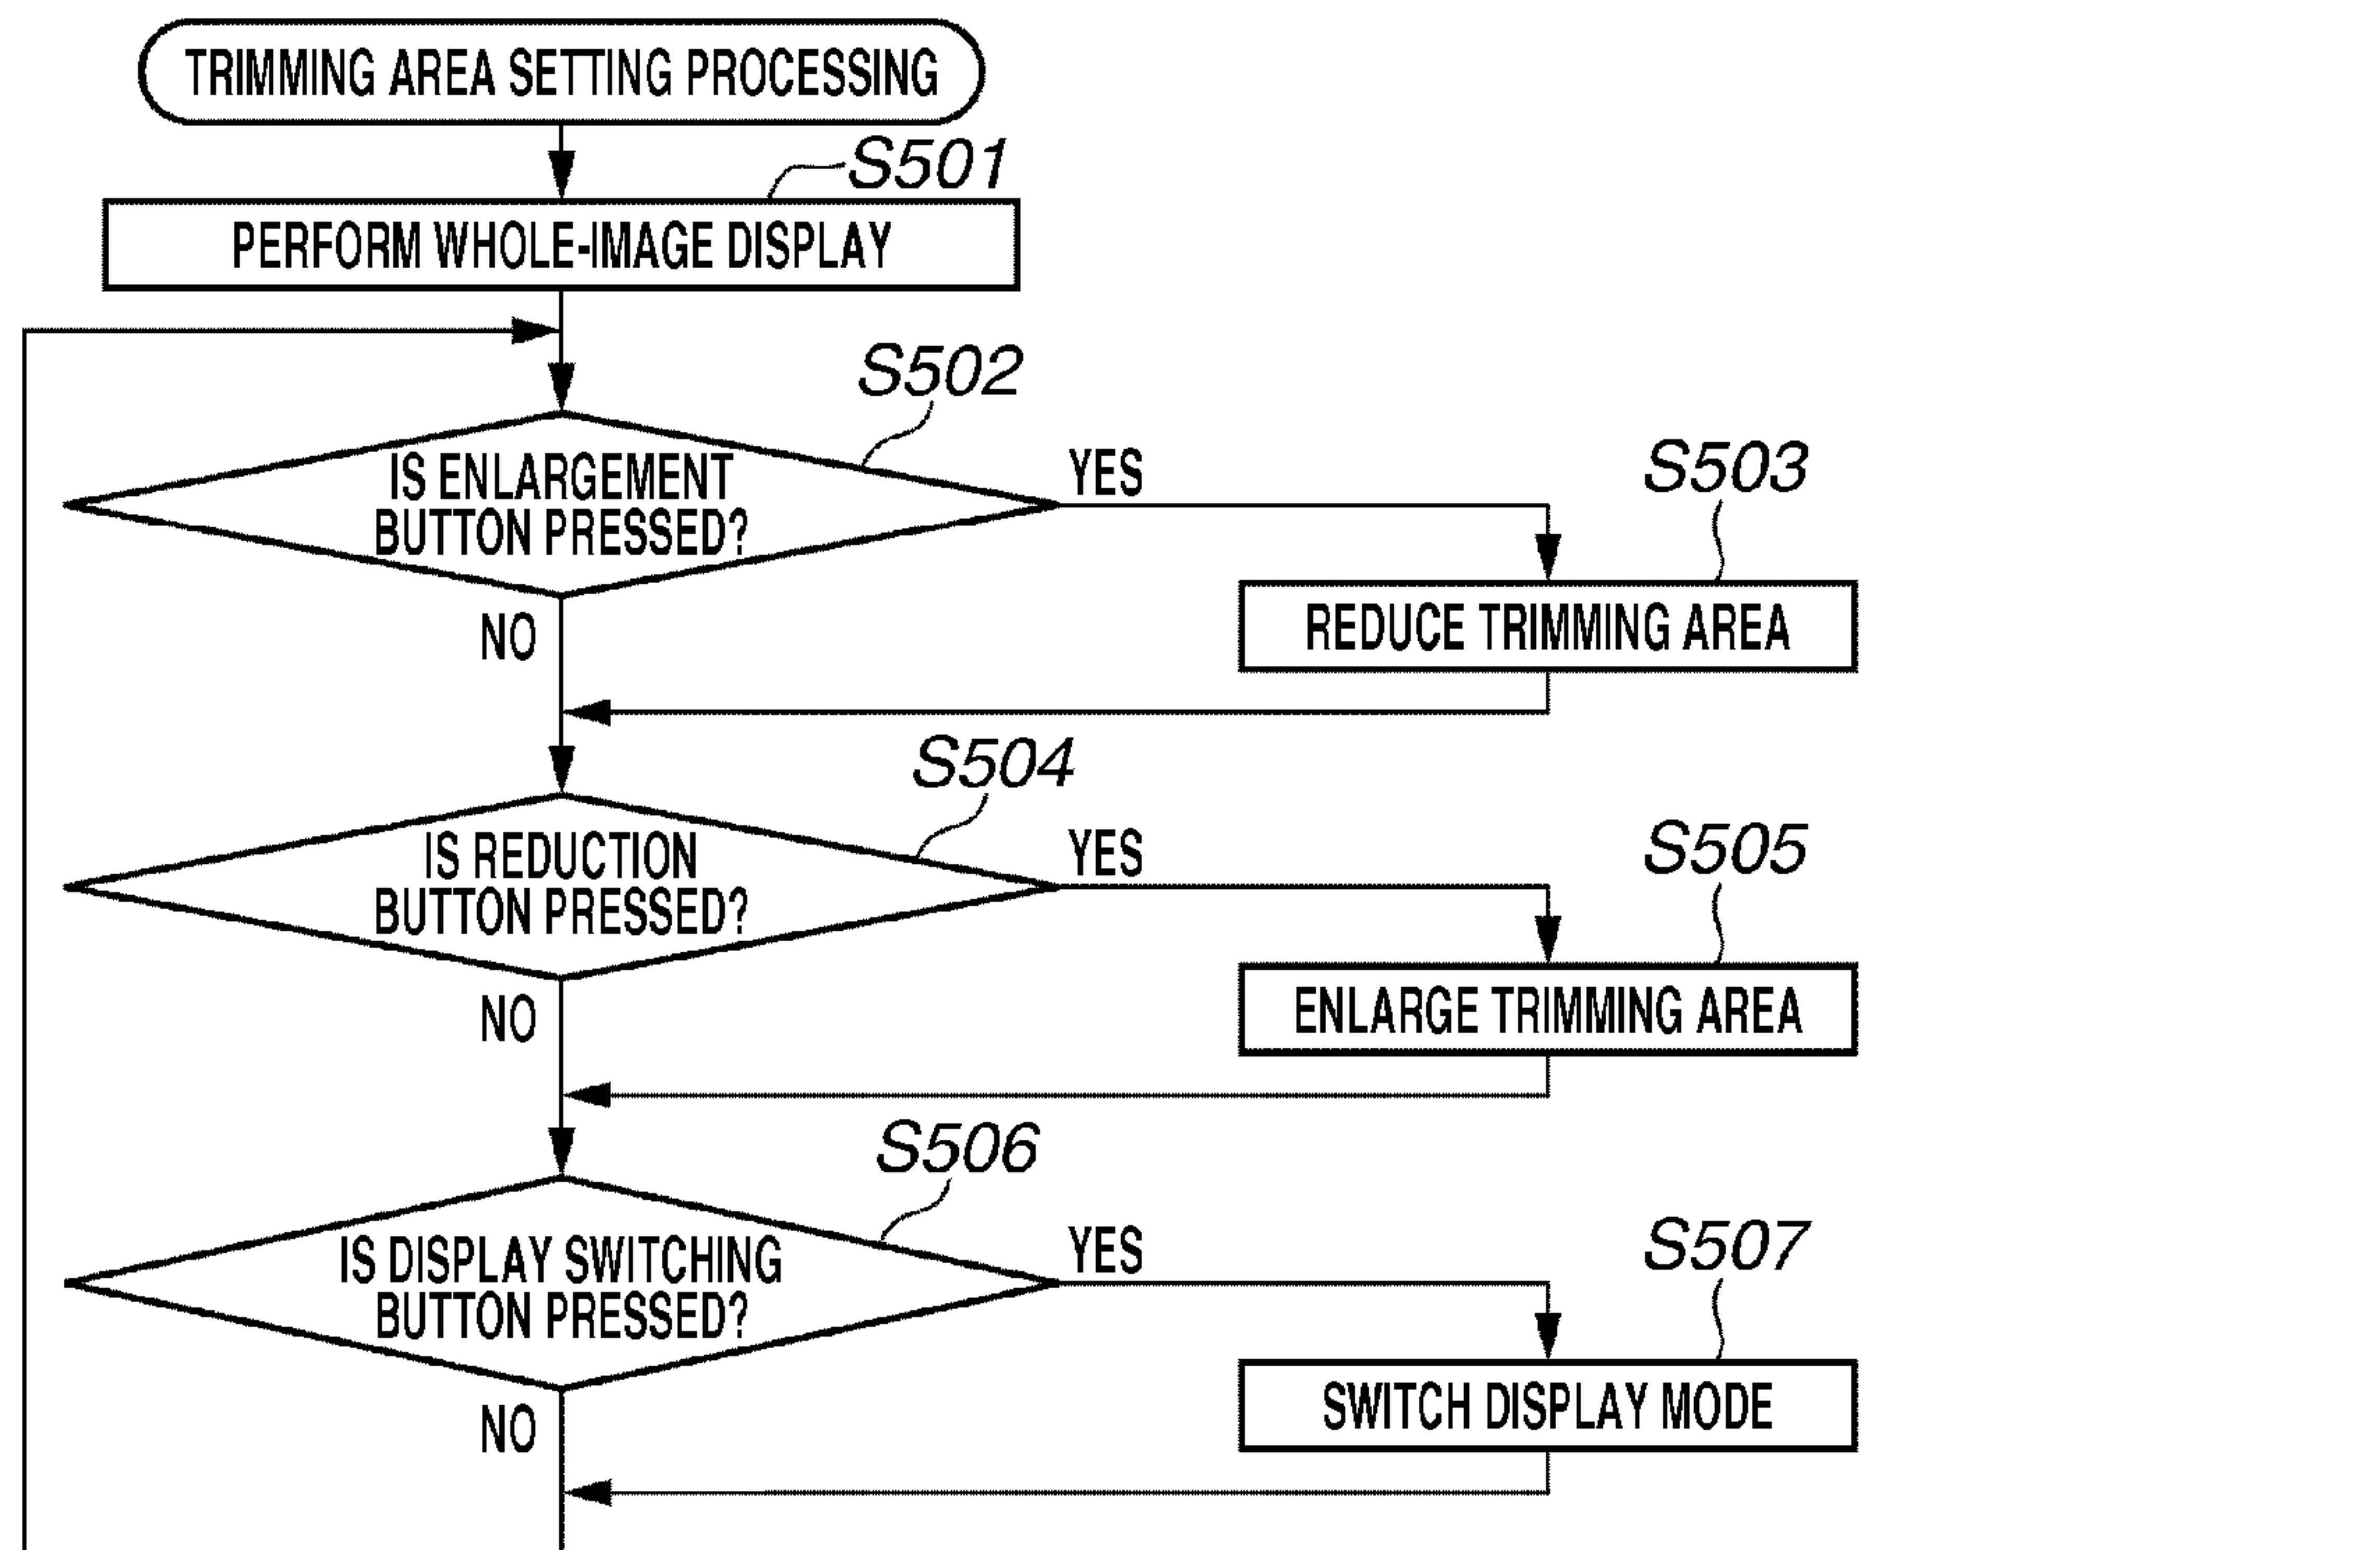 TRIMMING AREA SETTING PROCESSING
S501
PERFORM WHOLE-IMAGE DISPLAY
S502
IS ENLARGEMENT
BUTTON PRESSED?
YES
NO
S503
REDUCE TRIMMING AREA
S504
IS REDUCTION
BUTTON PRESSED?
YES
NO
S505
ENLARGE TRIMMING AREA
S506
IS DISPLAY SWITCHING
BUTTON PRESSED?
YES
NO
S507
SWITCH DISPLAY MODE